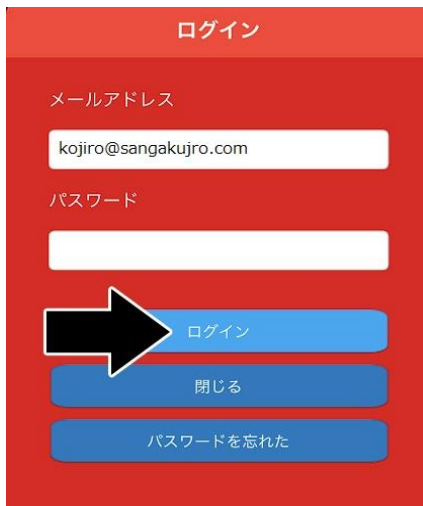 ログイン
メールアドレス
kojiro@sangakujro.com
パスワード
ログイン
閉じる
パスワードを忘れた